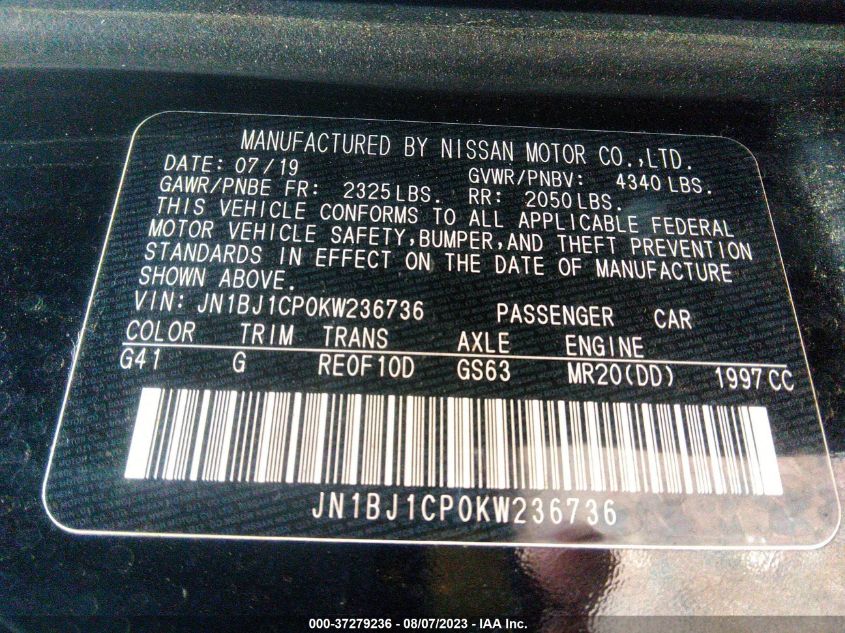 MANUFACTURED BY NISSAN MOTOR CO.,LTD.
DATE: 07/19 GVWR/PNBV: 4340 LBS.
GAWR/PNBE FR: 2325 LBS. RR: 2050 LBS.
THIS VEHICLE CONFORMS TO ALL APPLICABLE FEDERAL
MOTOR VEHICLE SAFETY,BUMPER,AND THEFT PREVENTION
STANDARDS IN EFFECT ON THE DATE OF MANUFACTURE
SHOWN ABOVE.
VIN: JN1BJ1CP0KW236736 PASSENGER CAR
COLOR TRIM TRANS AXLE ENGINE
G41 G RE0F10D GS63 MR20(DD) 1997 CC
JN1BJ1CP0KW236736
000-37279236 - 08/07/2023 - IAA Inc.